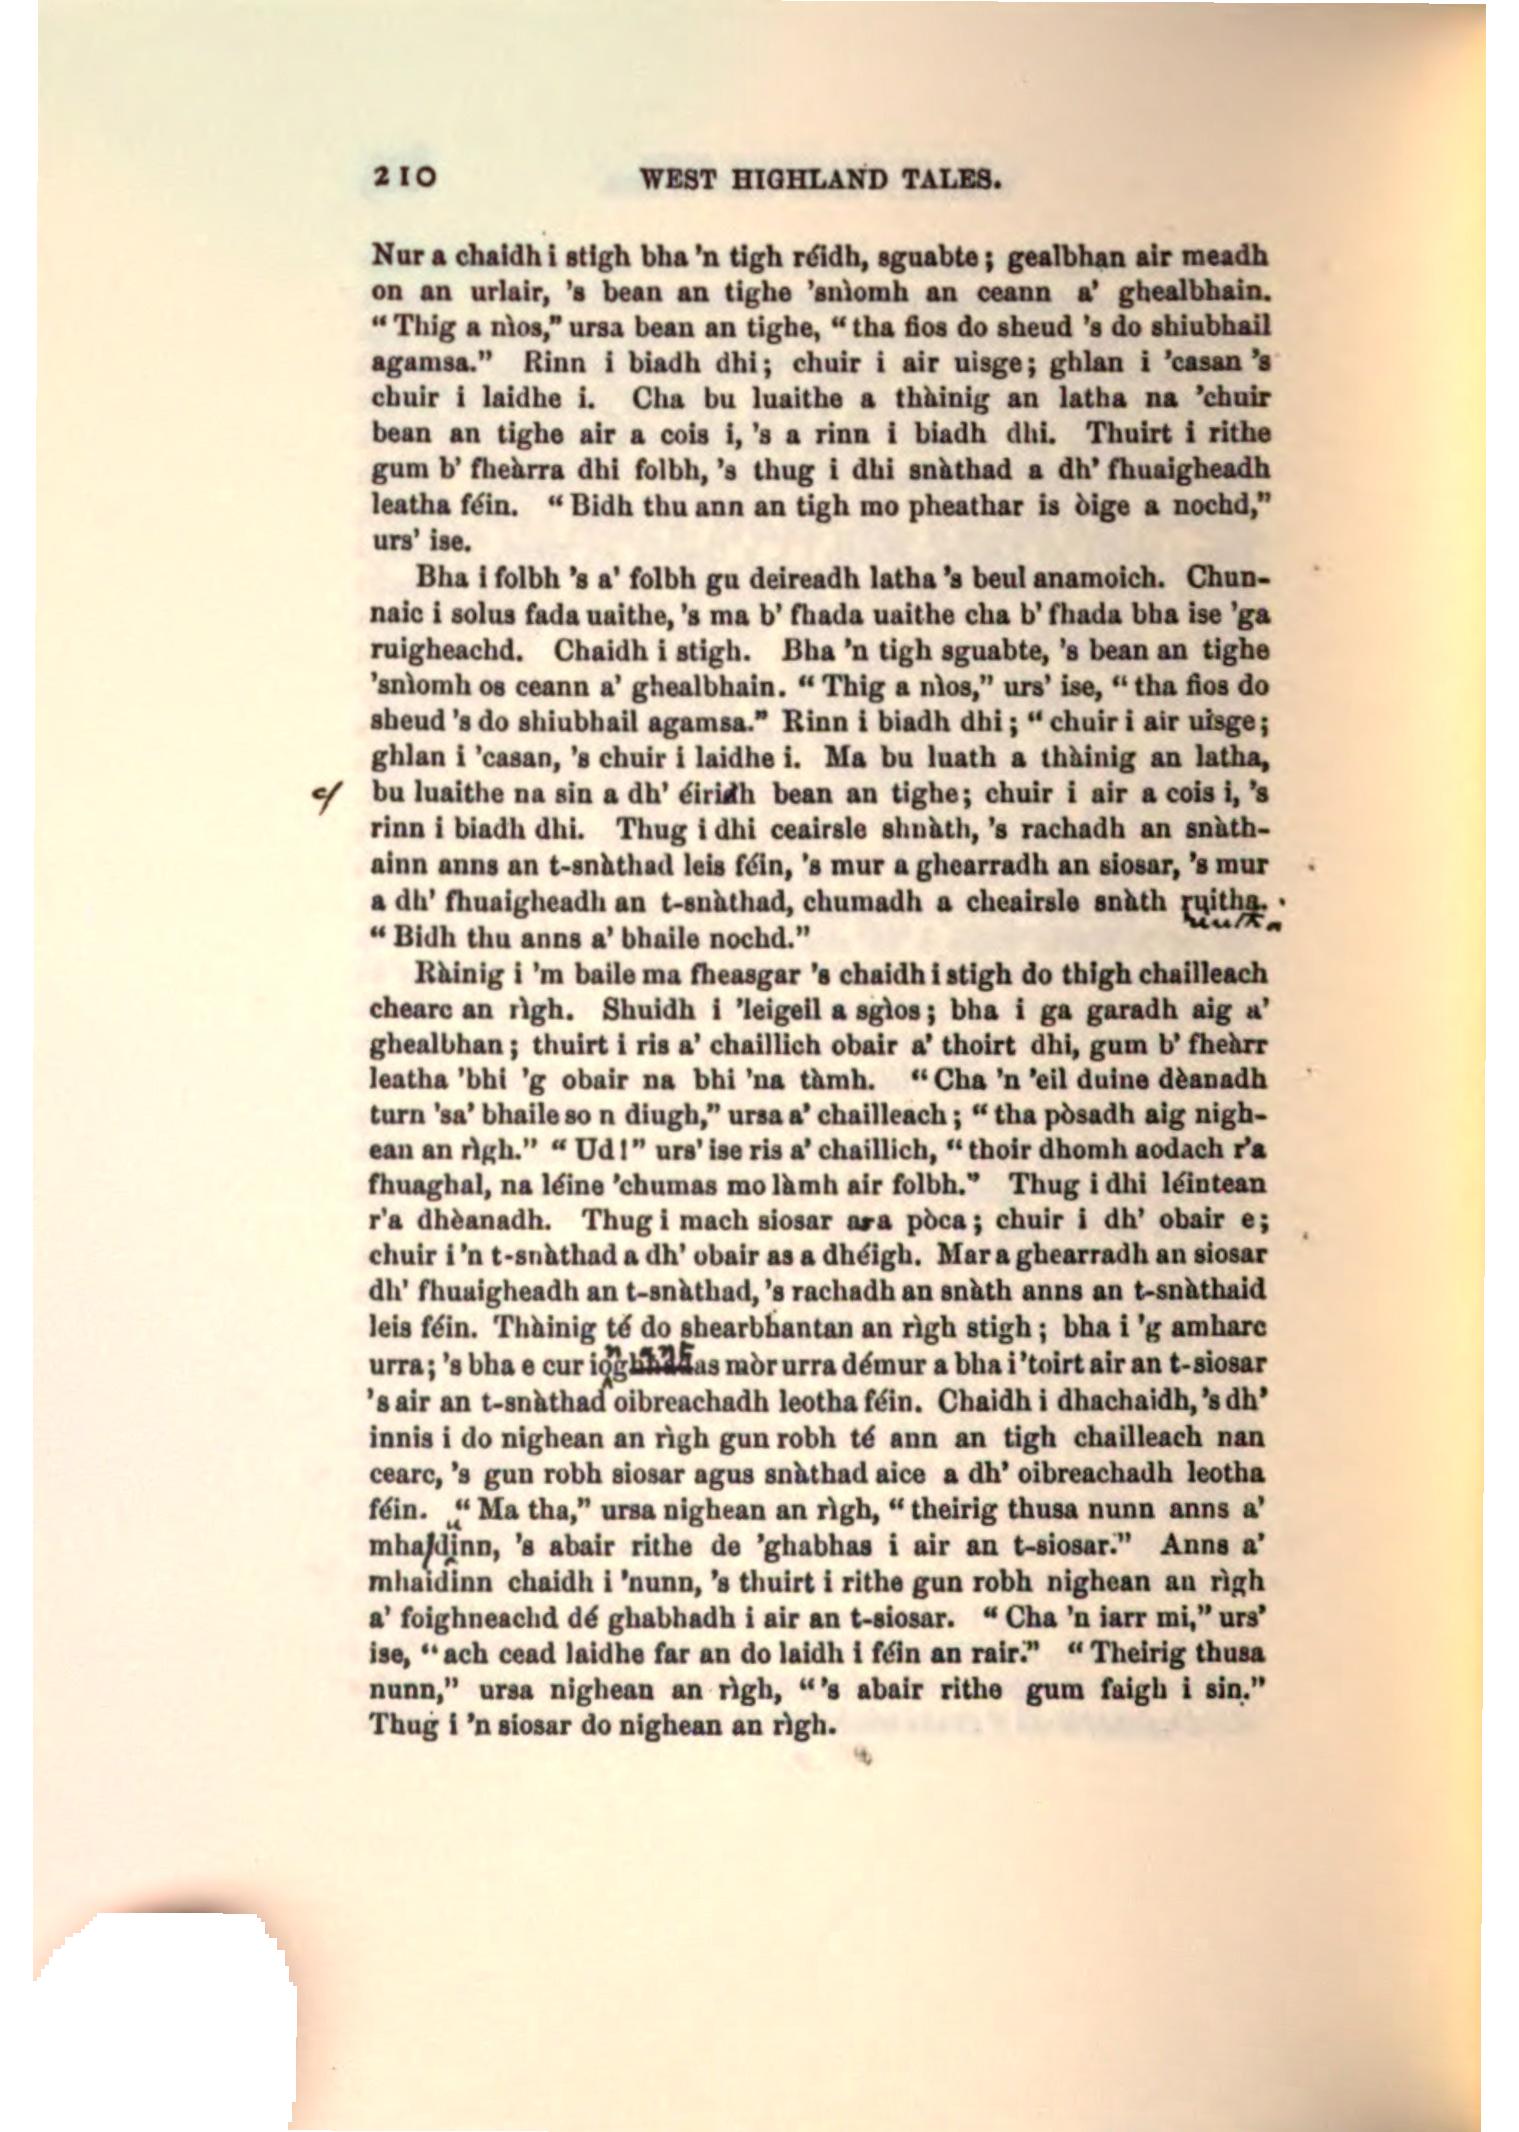 210 WEST HIGHLAND TALES.
Nur a chaidh i stigh bha 'n tigh réidh, sguabte; gealbhan air meadh
on an urlair, 's bean an tighe 'snìomh an ceann a' ghealbhain.
"Thig a nìos," ursa bean an tighe, "tha fios do sheud 's do shiubhail
agamsa." Rinn i biadh dhi; chuir i air uisge; ghlan i 'casan 's
chuir i laidhe i. Cha bu luaithe a thàinig an latha na 'chuir
bean an tighe air a cois i, 's a rinn i biadh dhi. Thuirt i rithe
gum b' fheàrra dhi folbh, 's thug i dhi snàthad a dh' fhuaigheadh
leatha féin. "Bidh thu ann an tigh mo pheathar is òige a nochd,"
urs' ise.
Bha i folbh 's a' folbh gu deireadh latha 's beul anamoich. Chun-
naic i solus fada uaithe, 's ma b' fhada uaithe cha b' fhada bha ise 'ga
ruigheachd. Chaidh i stigh. Bha 'n tigh sguabte, 's bean an tighe
'snìomh os ceann a' ghealbhain. "Thig a nìos," urs' ise, "tha fios do
sheud 's do shiubhail agamsa." Rinn i biadh dhi; "chuir i air uisge;
ghlan i 'casan, 's chuir i laidhe i. Ma bu luath a thàinig an latha,
bu luaithe na sin a dh' éiridh bean an tighe; chuir i air a cois i, 's
rinn i biadh dhi. Thug i dhi ceairsle shnàth, 's rachadh an snàth-
ainn anns an t-snàthad leis féin, 's mur a ghearradh an siosar, 's mur
a dh' fhuaigheadh an t-snàthad, chumadh a cheairsle snàth ruitha.
"Bidh thu anns a' bhaile nochd."
Ràinig i 'm baile ma fheasgar 's chaidh i stigh do thigh chailleach
chearc an rìgh. Shuidh i 'leigeil a sgìos; bha i ga garadh aig a'
ghealbhan; thuirt i ris a' chaillich obair a' thoirt dhi, gum b' fheàrr
leatha 'bhi 'g obair na bhi 'na tàmh. "Cha 'n 'eil duine dèanadh
turn 'sa' bhaile so n diugh," ursa a' chailleach; "tha pòsadh aig nigh-
ean an rìgh." "Ud!" urs' ise ris a' chaillich, "thoir dhomh aodach r'a
fhuaghal, na léine 'chumas mo làmh air folbh." Thug i dhi léintean
r'a dhèanadh. Thug i mach siosar ara pòca; chuir i dh' obair e;
chuir i 'n t-snàthad a dh' obair as a dhéigh. Mar a ghearradh an siosar
dh' fhuaigheadh an t-snàthad, 's rachadh an snàth anns an t-snàthaid
leis féin. Thàinig té do shearbhantan an rìgh stigh; bha i 'g amharc
urra; 's bha e cur mòr urra démur a bha i 'toirt air an t-siosar
's air an t-snàthad oibreachadh leotha féin. Chaidh i dhachaidh, 's dh'
innis i do nighean an rìgh gun robh té ann an tigh chailleach nan
cearc, 's gun robh siosar agus snàthad aice a dh' oibreachadh leotha
féin. "Ma tha," ursa nighean an rìgh, "theirig thusa nunn anns a'
mhaidinn, 's abair rithe de 'ghabhas i air an t-siosar." Anns a'
mhaidinn chaidh i 'nunn, 's thuirt i rithe gun robh nighean an rìgh
a' foighneachd dé ghabhadh i air an t-siosar. "Cha 'n iarr mi," urs'
ise, "ach cead laidhe far an do laidh i féin an rair." "Theirig thusa
nunn," ursa nighean an rìgh, "'s abair rithe gum faigh i sin."
Thug i 'n siosar do nighean an rìgh.